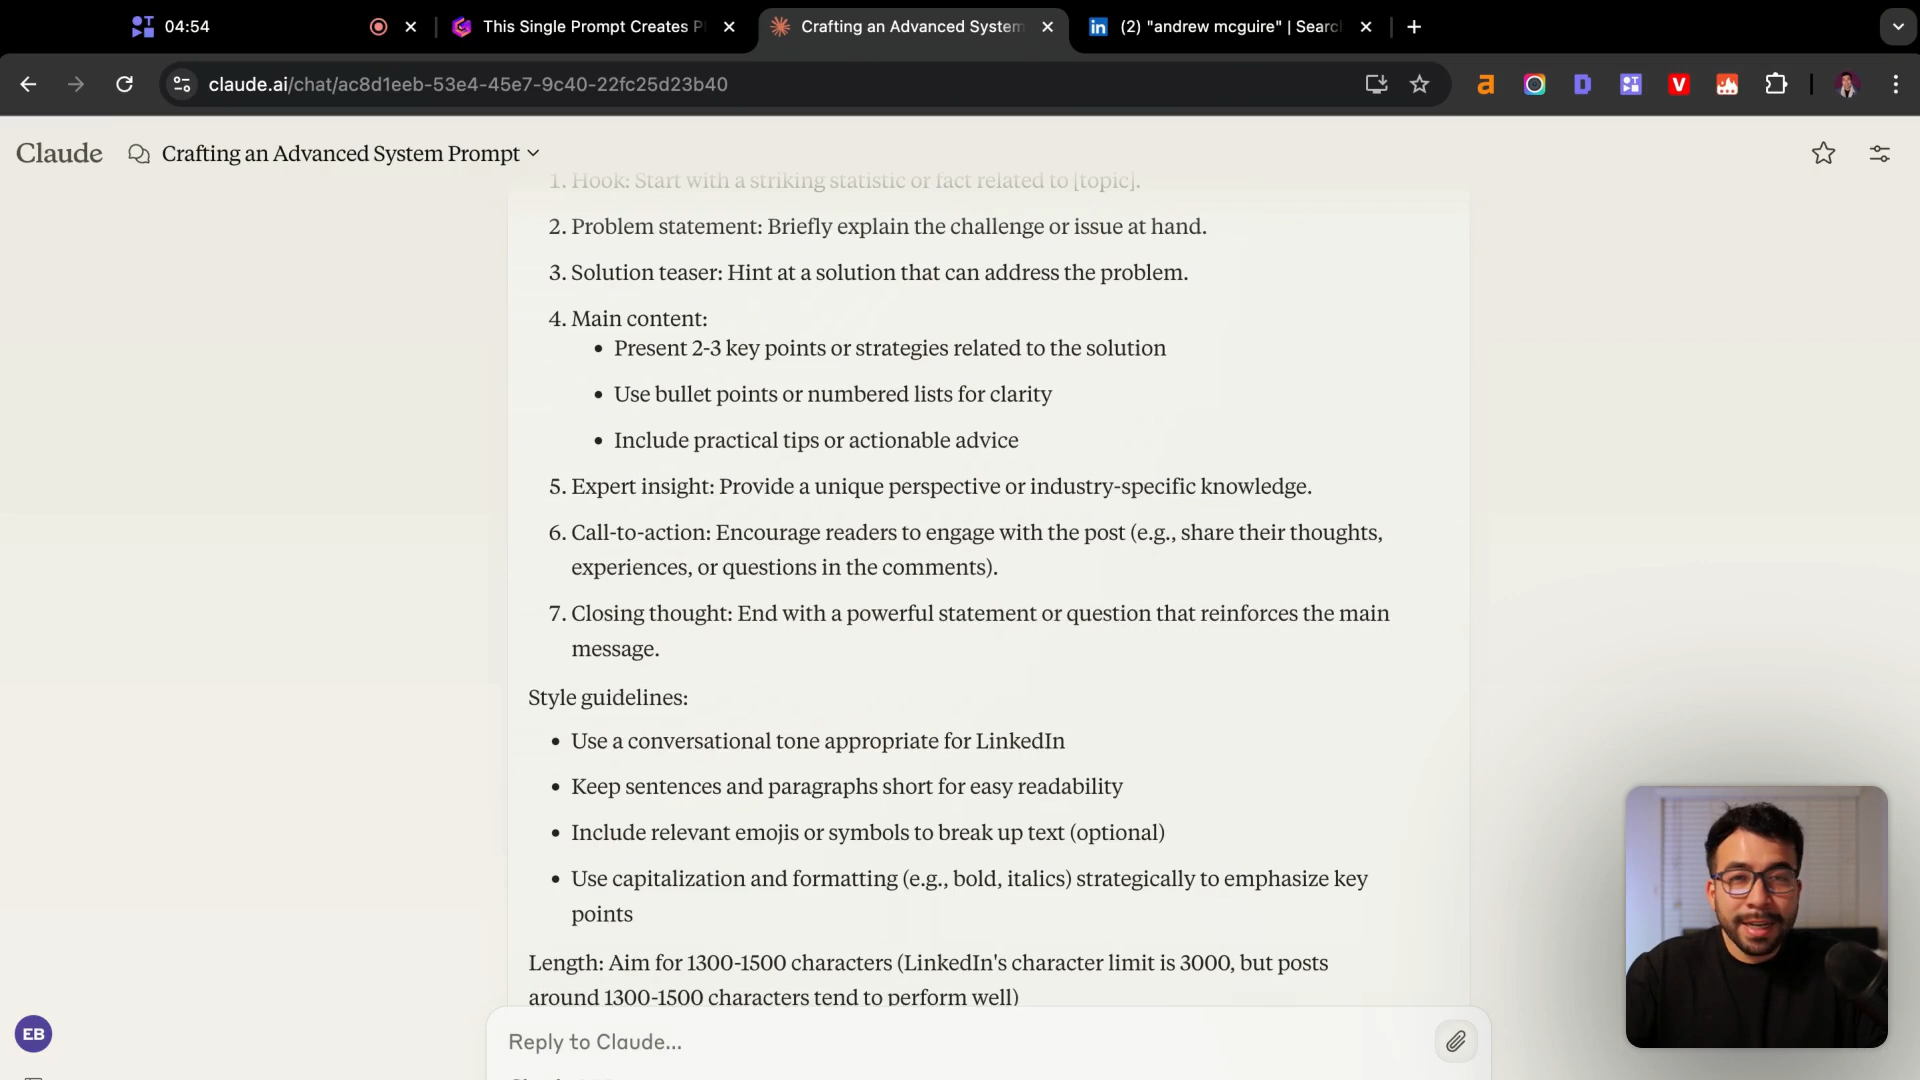 04:54
This Single Prompt Creates P
Crafting an Advanced System
(2) "andrew mcguire" | Searc
claude.ai/chat/ac8d1eeb-53e4-45e7-9c40-22fc25d23b40
Claude
Crafting an Advanced System Prompt
1. Hook: Start with a striking statistic or fact related to [topic].
2. Problem statement: Briefly explain the challenge or issue at hand.
3. Solution teaser: Hint at a solution that can address the problem.
4. Main content:
• Present 2-3 key points or strategies related to the solution
• Use bullet points or numbered lists for clarity
• Include practical tips or actionable advice
5. Expert insight: Provide a unique perspective or industry-specific knowledge.
6. Call-to-action: Encourage readers to engage with the post (e.g., share their thoughts,
experiences, or questions in the comments).
7. Closing thought: End with a powerful statement or question that reinforces the main
message.
Style guidelines:
• Use a conversational tone appropriate for LinkedIn
• Keep sentences and paragraphs short for easy readability
• Include relevant emojis or symbols to break up text (optional)
• Use capitalization and formatting (e.g., bold, italics) strategically to emphasize key
points
Length: Aim for 1300-1500 characters (LinkedIn's character limit is 3000, but posts
around 1300-1500 characters tend to perform well)
EB
Reply to Claude...